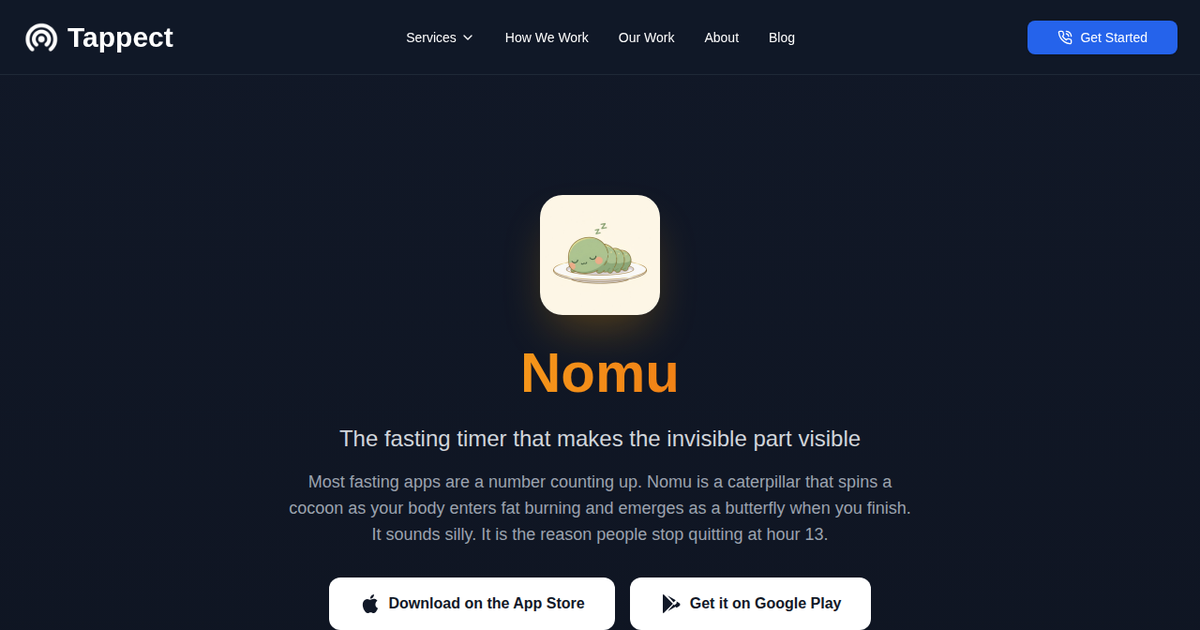 Tappect
Services
How We Work
Our Work
About
Blog
Get Started
z z
Nomu
The fasting timer that makes the invisible part visible
Most fasting apps are a number counting up. Nomu is a caterpillar that spins a
cocoon as your body enters fat burning and emerges as a butterfly when you finish.
It sounds silly. It is the reason people stop quitting at hour 13.
Download on the App Store
Get it on Google Play